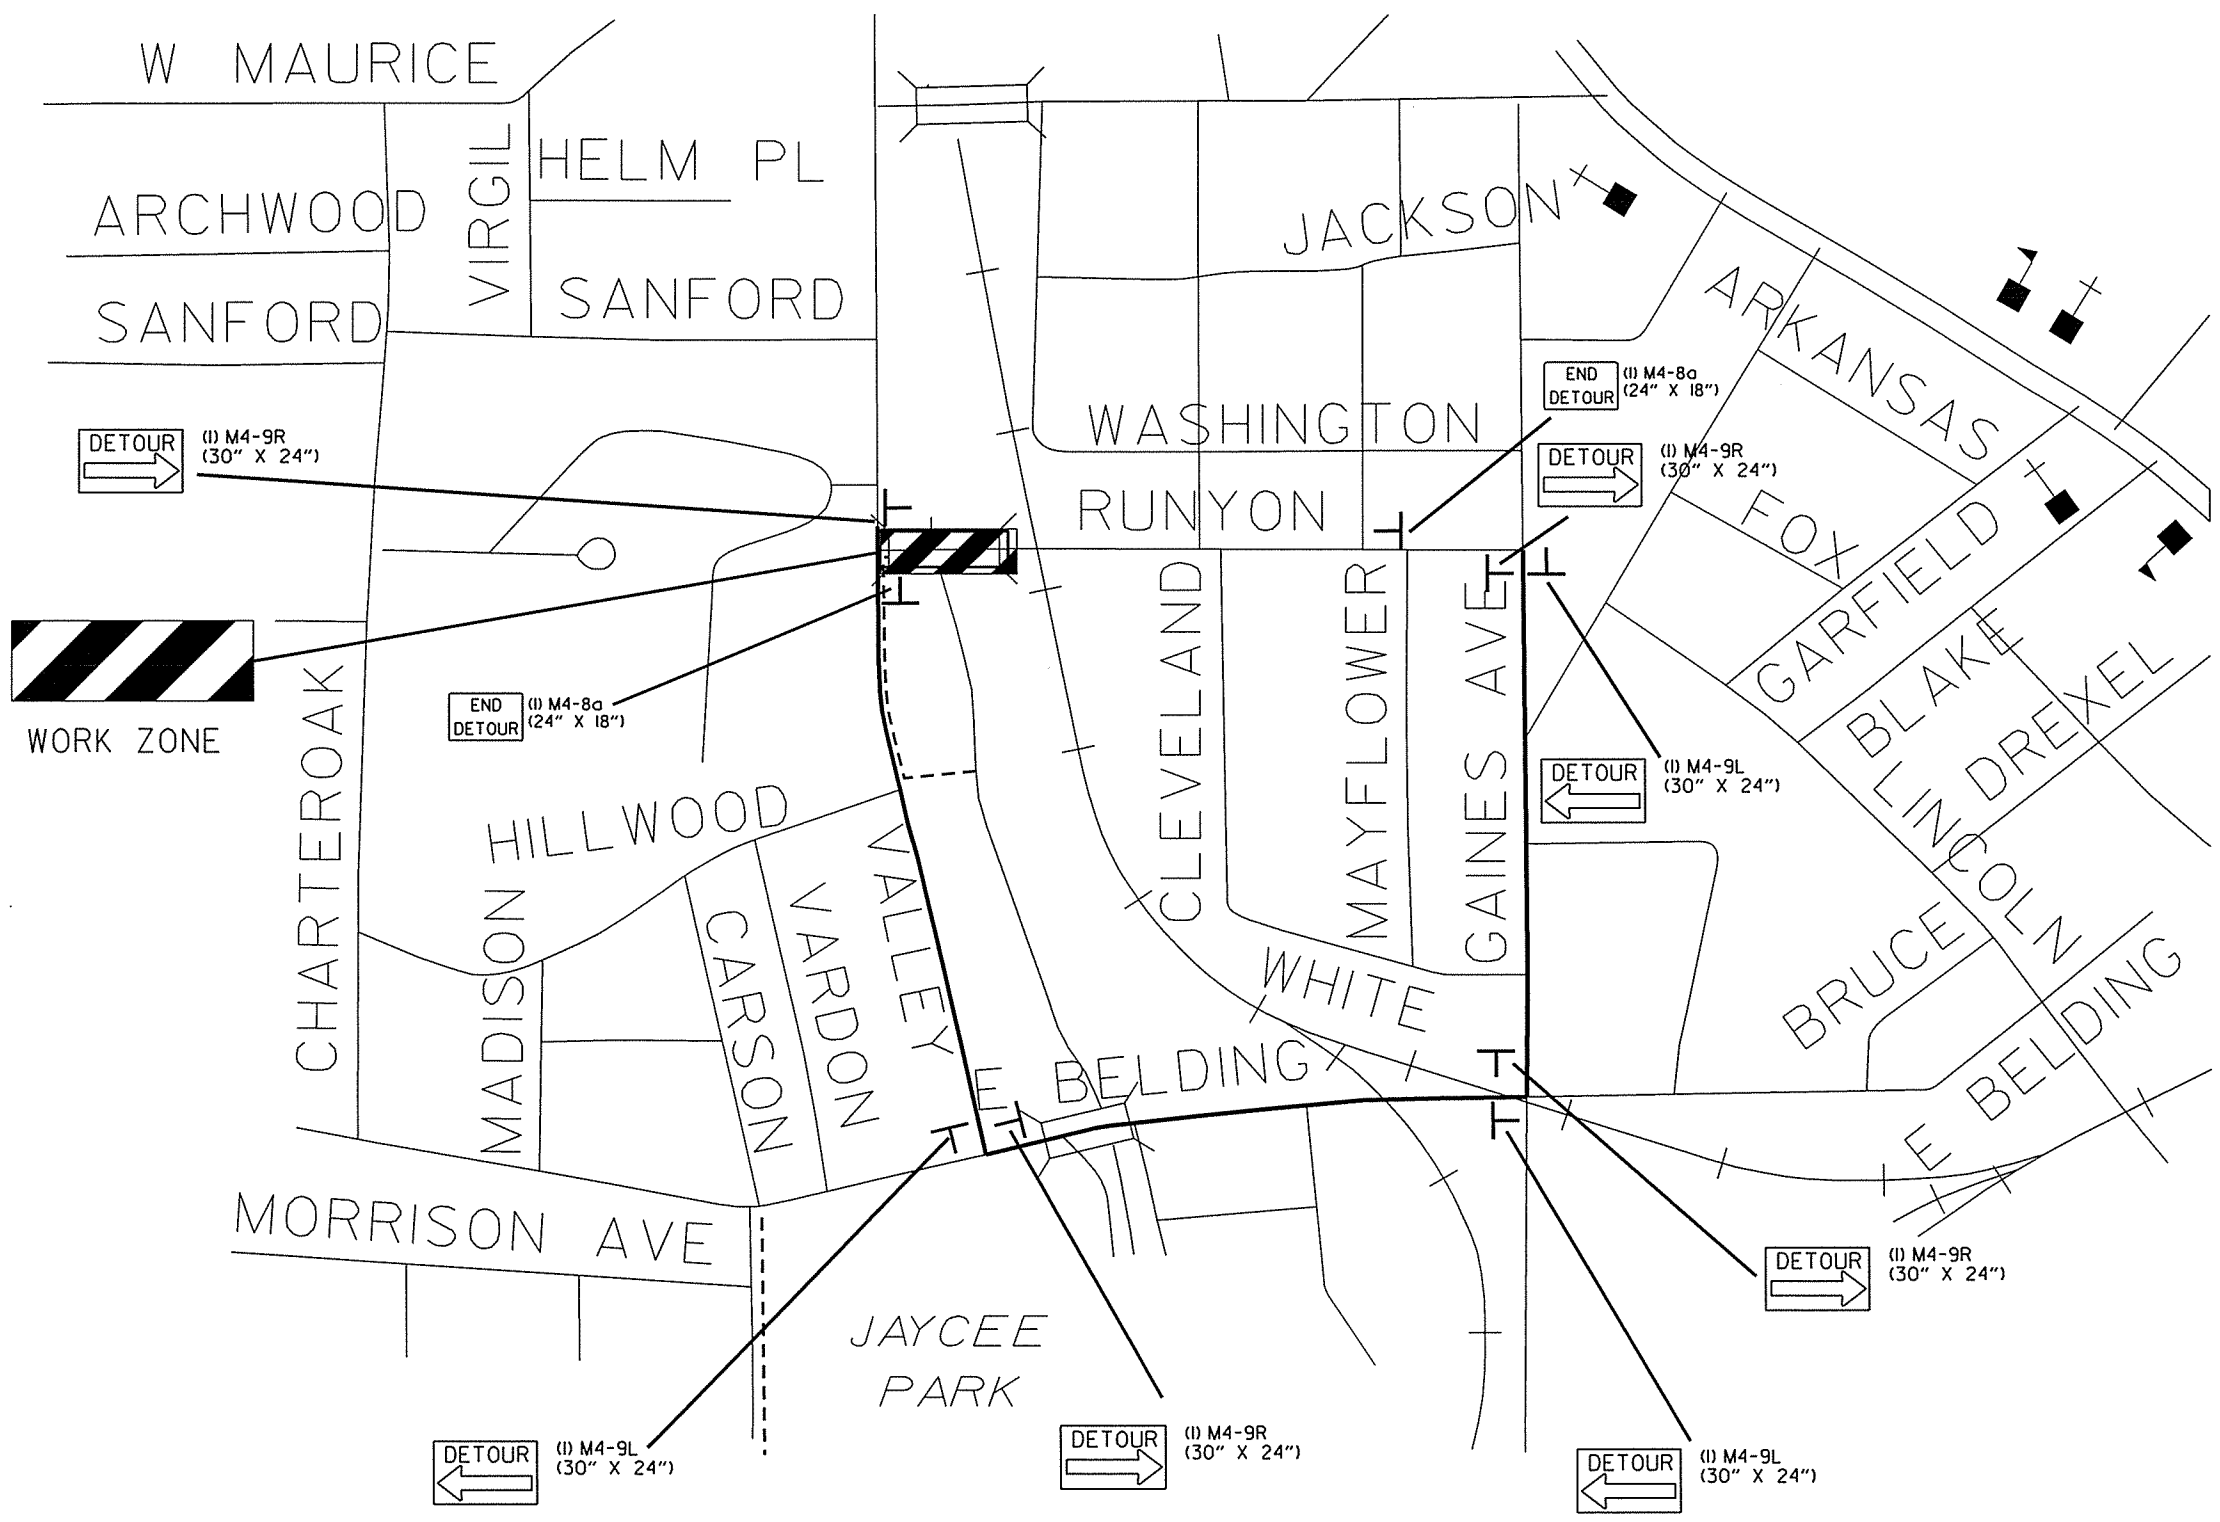 W MAURICE
HELM PL
VIRGIL
ARCHWOOD
JACKSON
SANFORD
SANFORD
ARKANSAS
END
DETOUR
(1) M4-8a
(24" X 18")
WASHINGTON
DETOUR
(1) M4-9R
(30" X 24")
DETOUR
(1) M4-9R
(30" X 24")
RUNYON
FOX
GARFIELD
CLEVELAND
MAYFLOWER
GAINES AVE
BLAKE
DREXEL
WORK ZONE
END
DETOUR
(1) M4-8a
(24" X 18")
CHARTEROAK
DETOUR
(1) M4-9L
(30" X 24")
HILLWOOD
LINCOLN
VALLEY
MADISON
CARSON
VARDON
WHITE
BRUCE
E BELDING
E BELDING
MORRISON AVE
DETOUR
(1) M4-9R
(30" X 24")
JAYCEE
PARK
DETOUR
(1) M4-9L
(30" X 24")
DETOUR
(1) M4-9R
(30" X 24")
DETOUR
(1) M4-9L
(30" X 24")